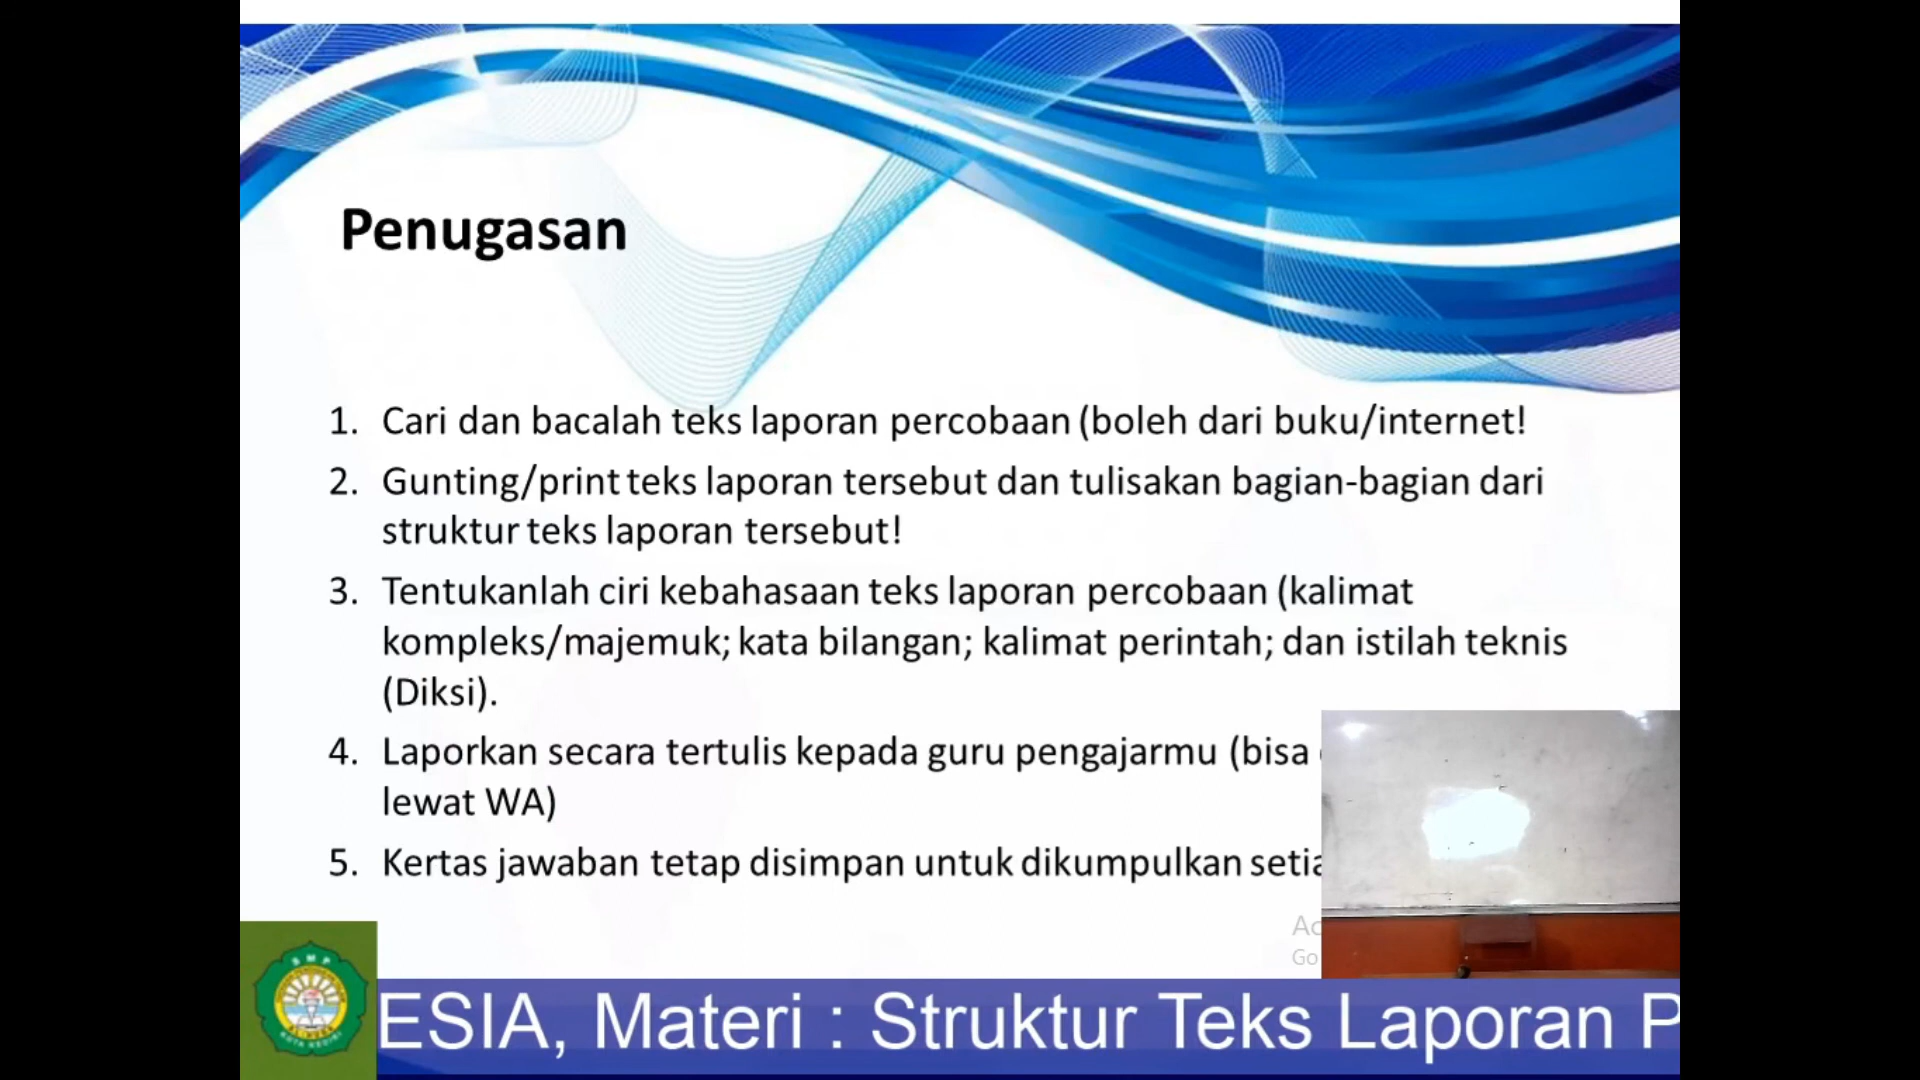 Penugasan
1. Cari dan bacalah teks laporan percobaan (boleh dari buku/internet!
2. Gunting/print teks laporan tersebut dan tulisakan bagian-bagian dari
struktur teks laporan tersebut!
3. Tentukanlah ciri kebahasaan teks laporan percobaan (kalimat
kompleks/majemuk; kata bilangan; kalimat perintah; dan istilah teknis
(Diksi).
4. Laporkan secara tertulis kepada guru pengajarmu (bisa
lewat WA)
5. Kertas jawaban tetap disimpan untuk dikumpulkan
Go
SMP
ESIA, Materi : Struktur Teks Laporan P